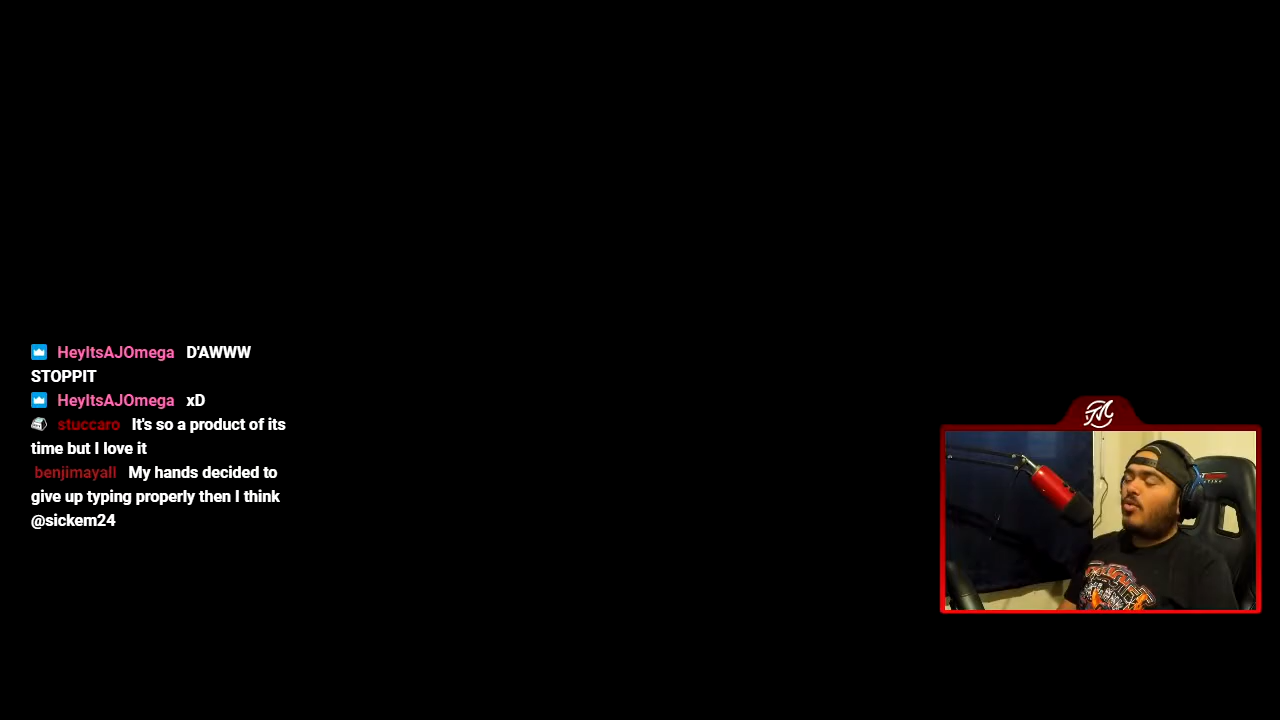 HeyItsAJOmega D'AWWW
STOPPIT
HeyItsAJOmega xD
stuccaro It's so a product of its
time but I love it
benjimayall My hands decided to
give up typing properly then I think
@sickem24